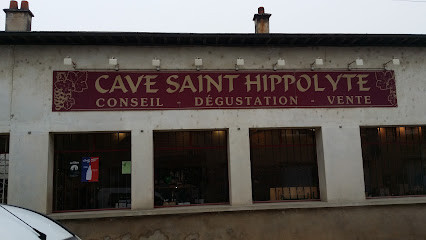 CAVE SAINT HIPPOLYTE
CONSEIL - DÉGUSTATION - VENTE